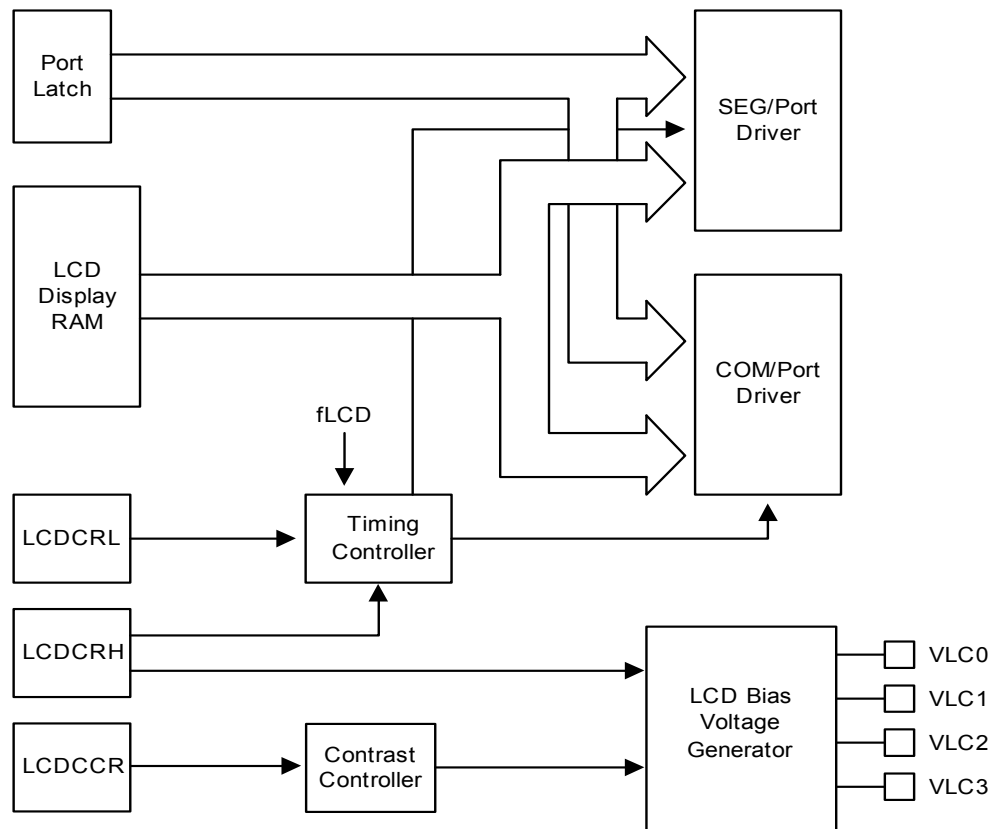 Port
Latch
SEG/Port
Driver
LCD
Display
RAM
COM/Port
Driver
fLCD
LCDCRL
Timing
Controller
LCDCRH
LCD Bias
Voltage
Generator
VLC0
VLC1
VLC2
VLC3
LCDCCR
Contrast
Controller